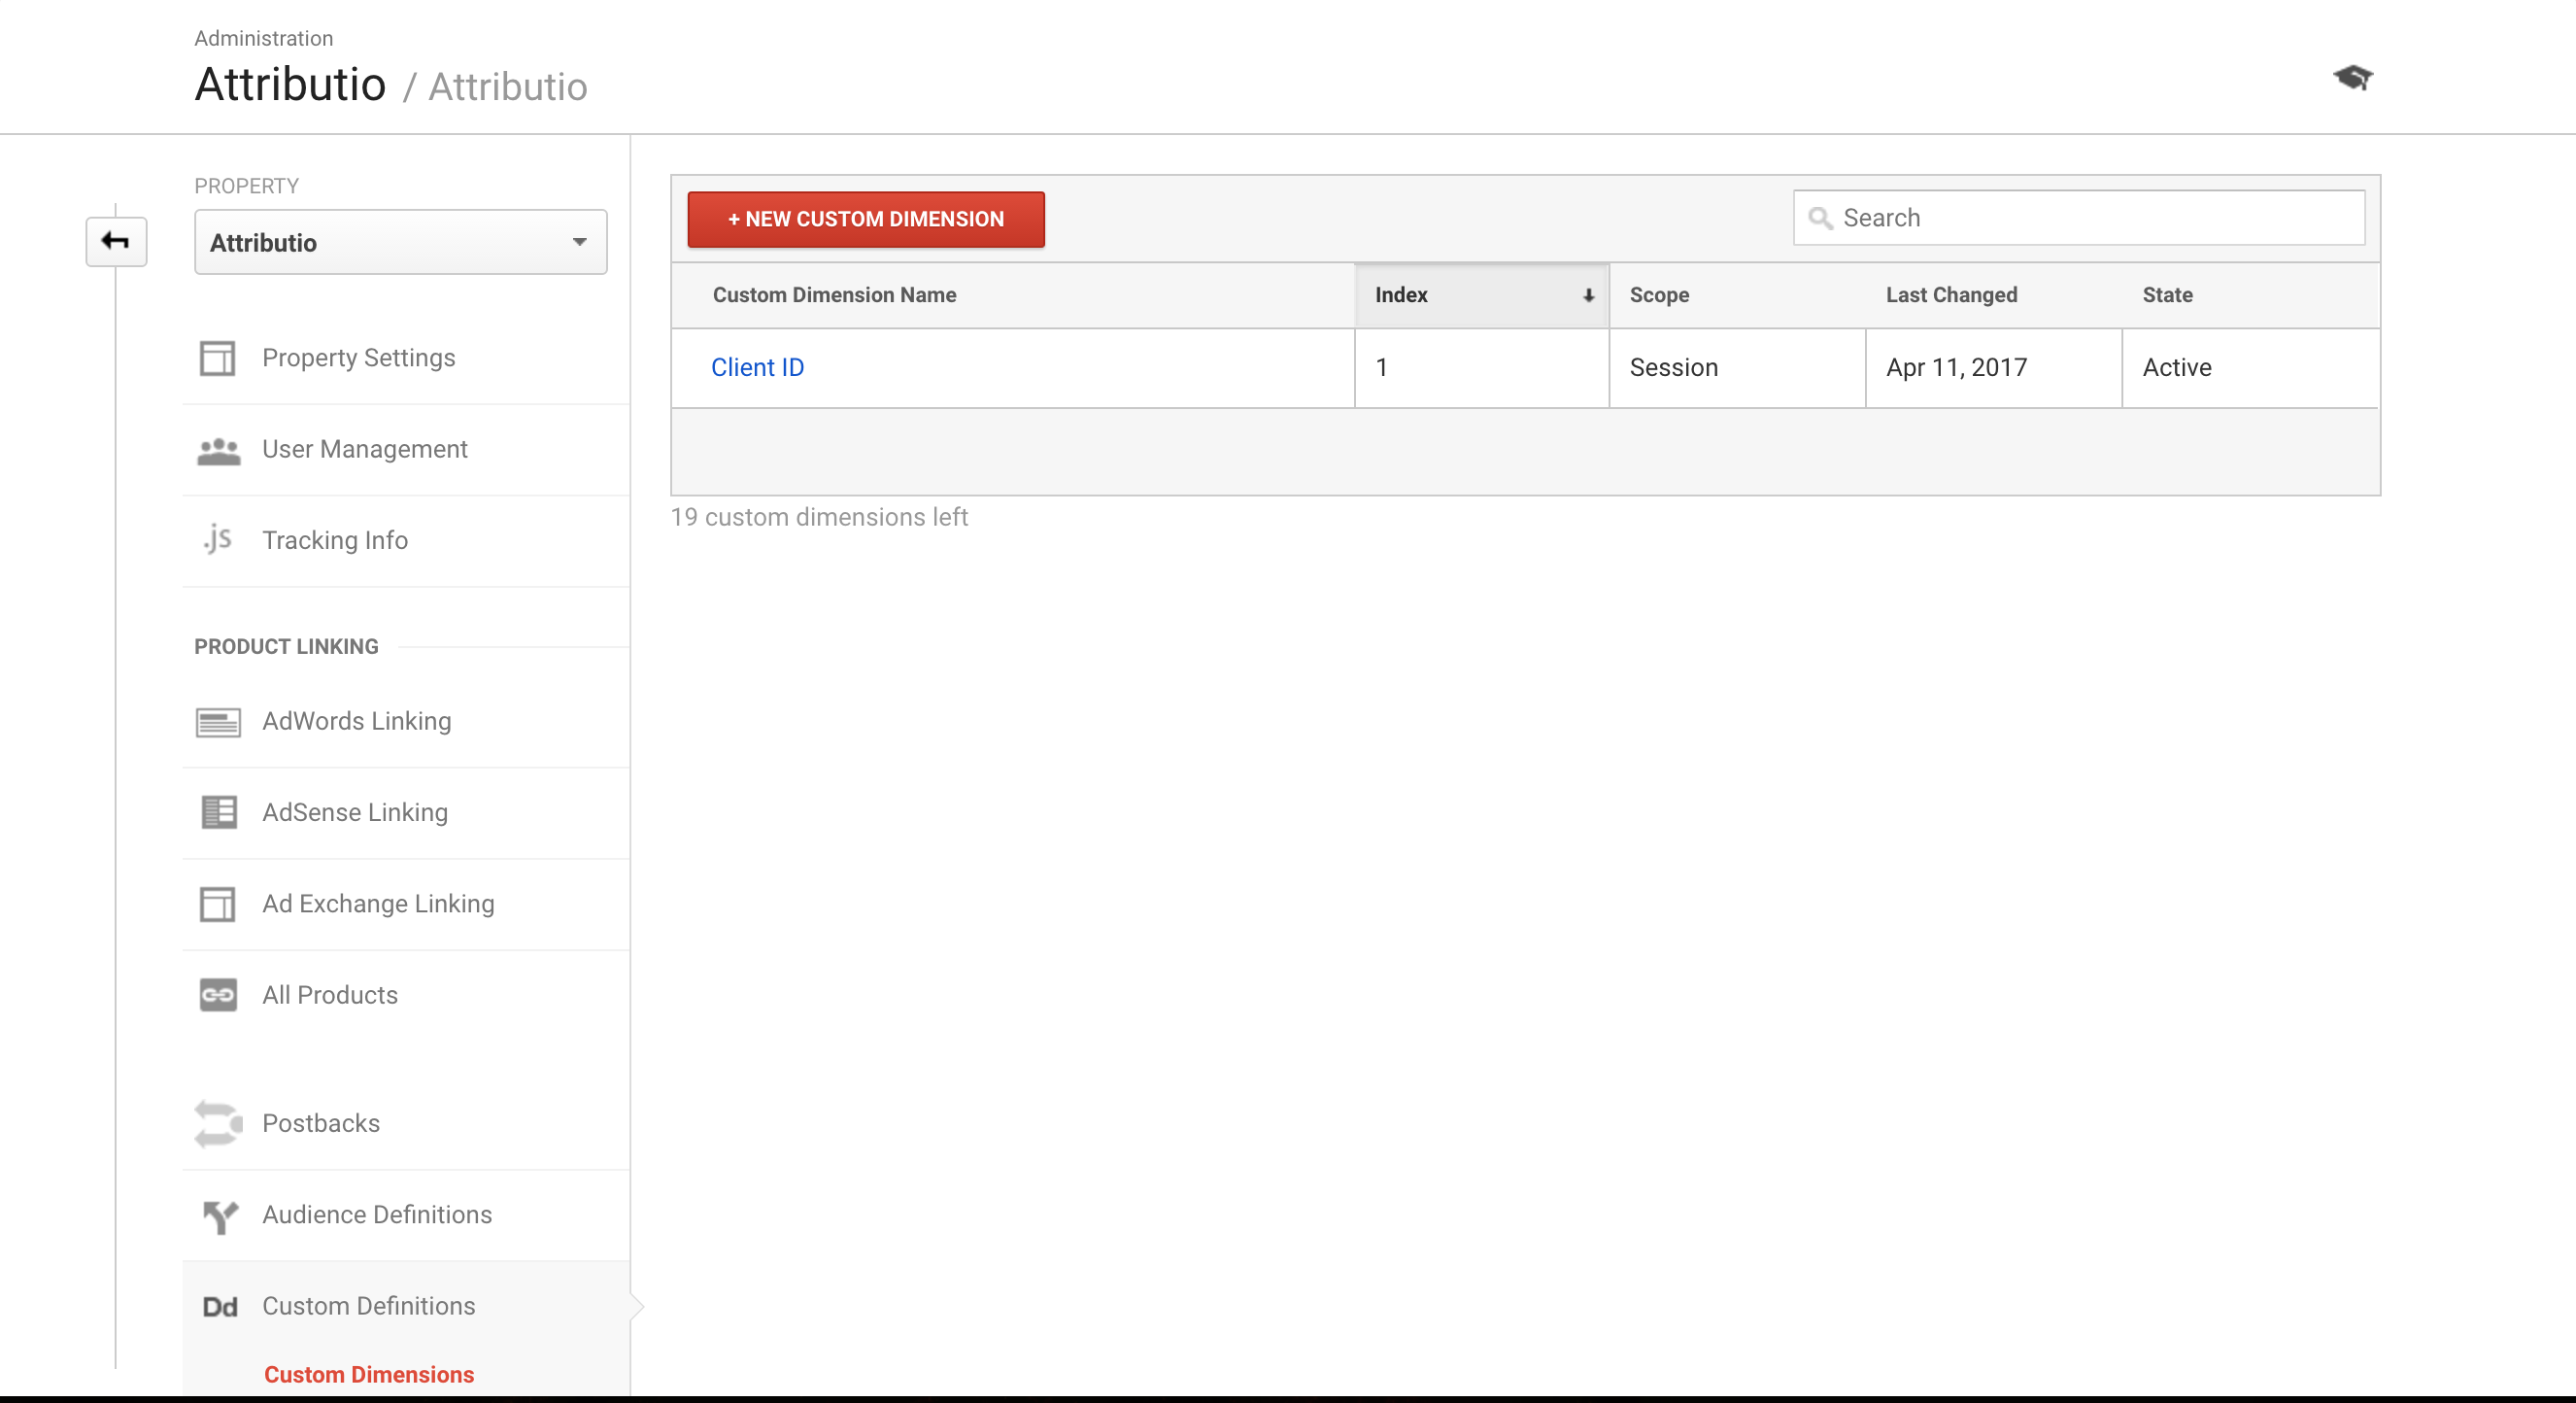 Administration
Attributio / Attributio
PROPERTY
Attributio
Property Settings
User Management
.js Tracking Info
PRODUCT LINKING
AdWords Linking
AdSense Linking
Ad Exchange Linking
All Products
Postbacks
Audience Definitions
Dd Custom Definitions
Custom Dimensions
+ NEW CUSTOM DIMENSION
Search
Custom Dimension Name Index Scope Last Changed State
Client ID 1 Session Apr 11, 2017 Active
19 custom dimensions left